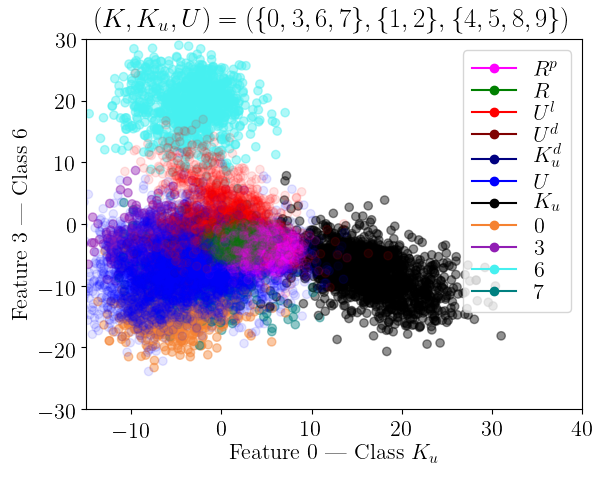 (K, K_u, U) = ({0, 3, 6, 7}, {1, 2}, {4, 5, 8, 9})
30
20
10
0
−10
−20
−30
Feature 3 — Class 6
R^p
R
U^l
U^d
K_u^d
U
K_u
0
3
6
7
−10 0 10 20 30 40
Feature 0 — Class K_u